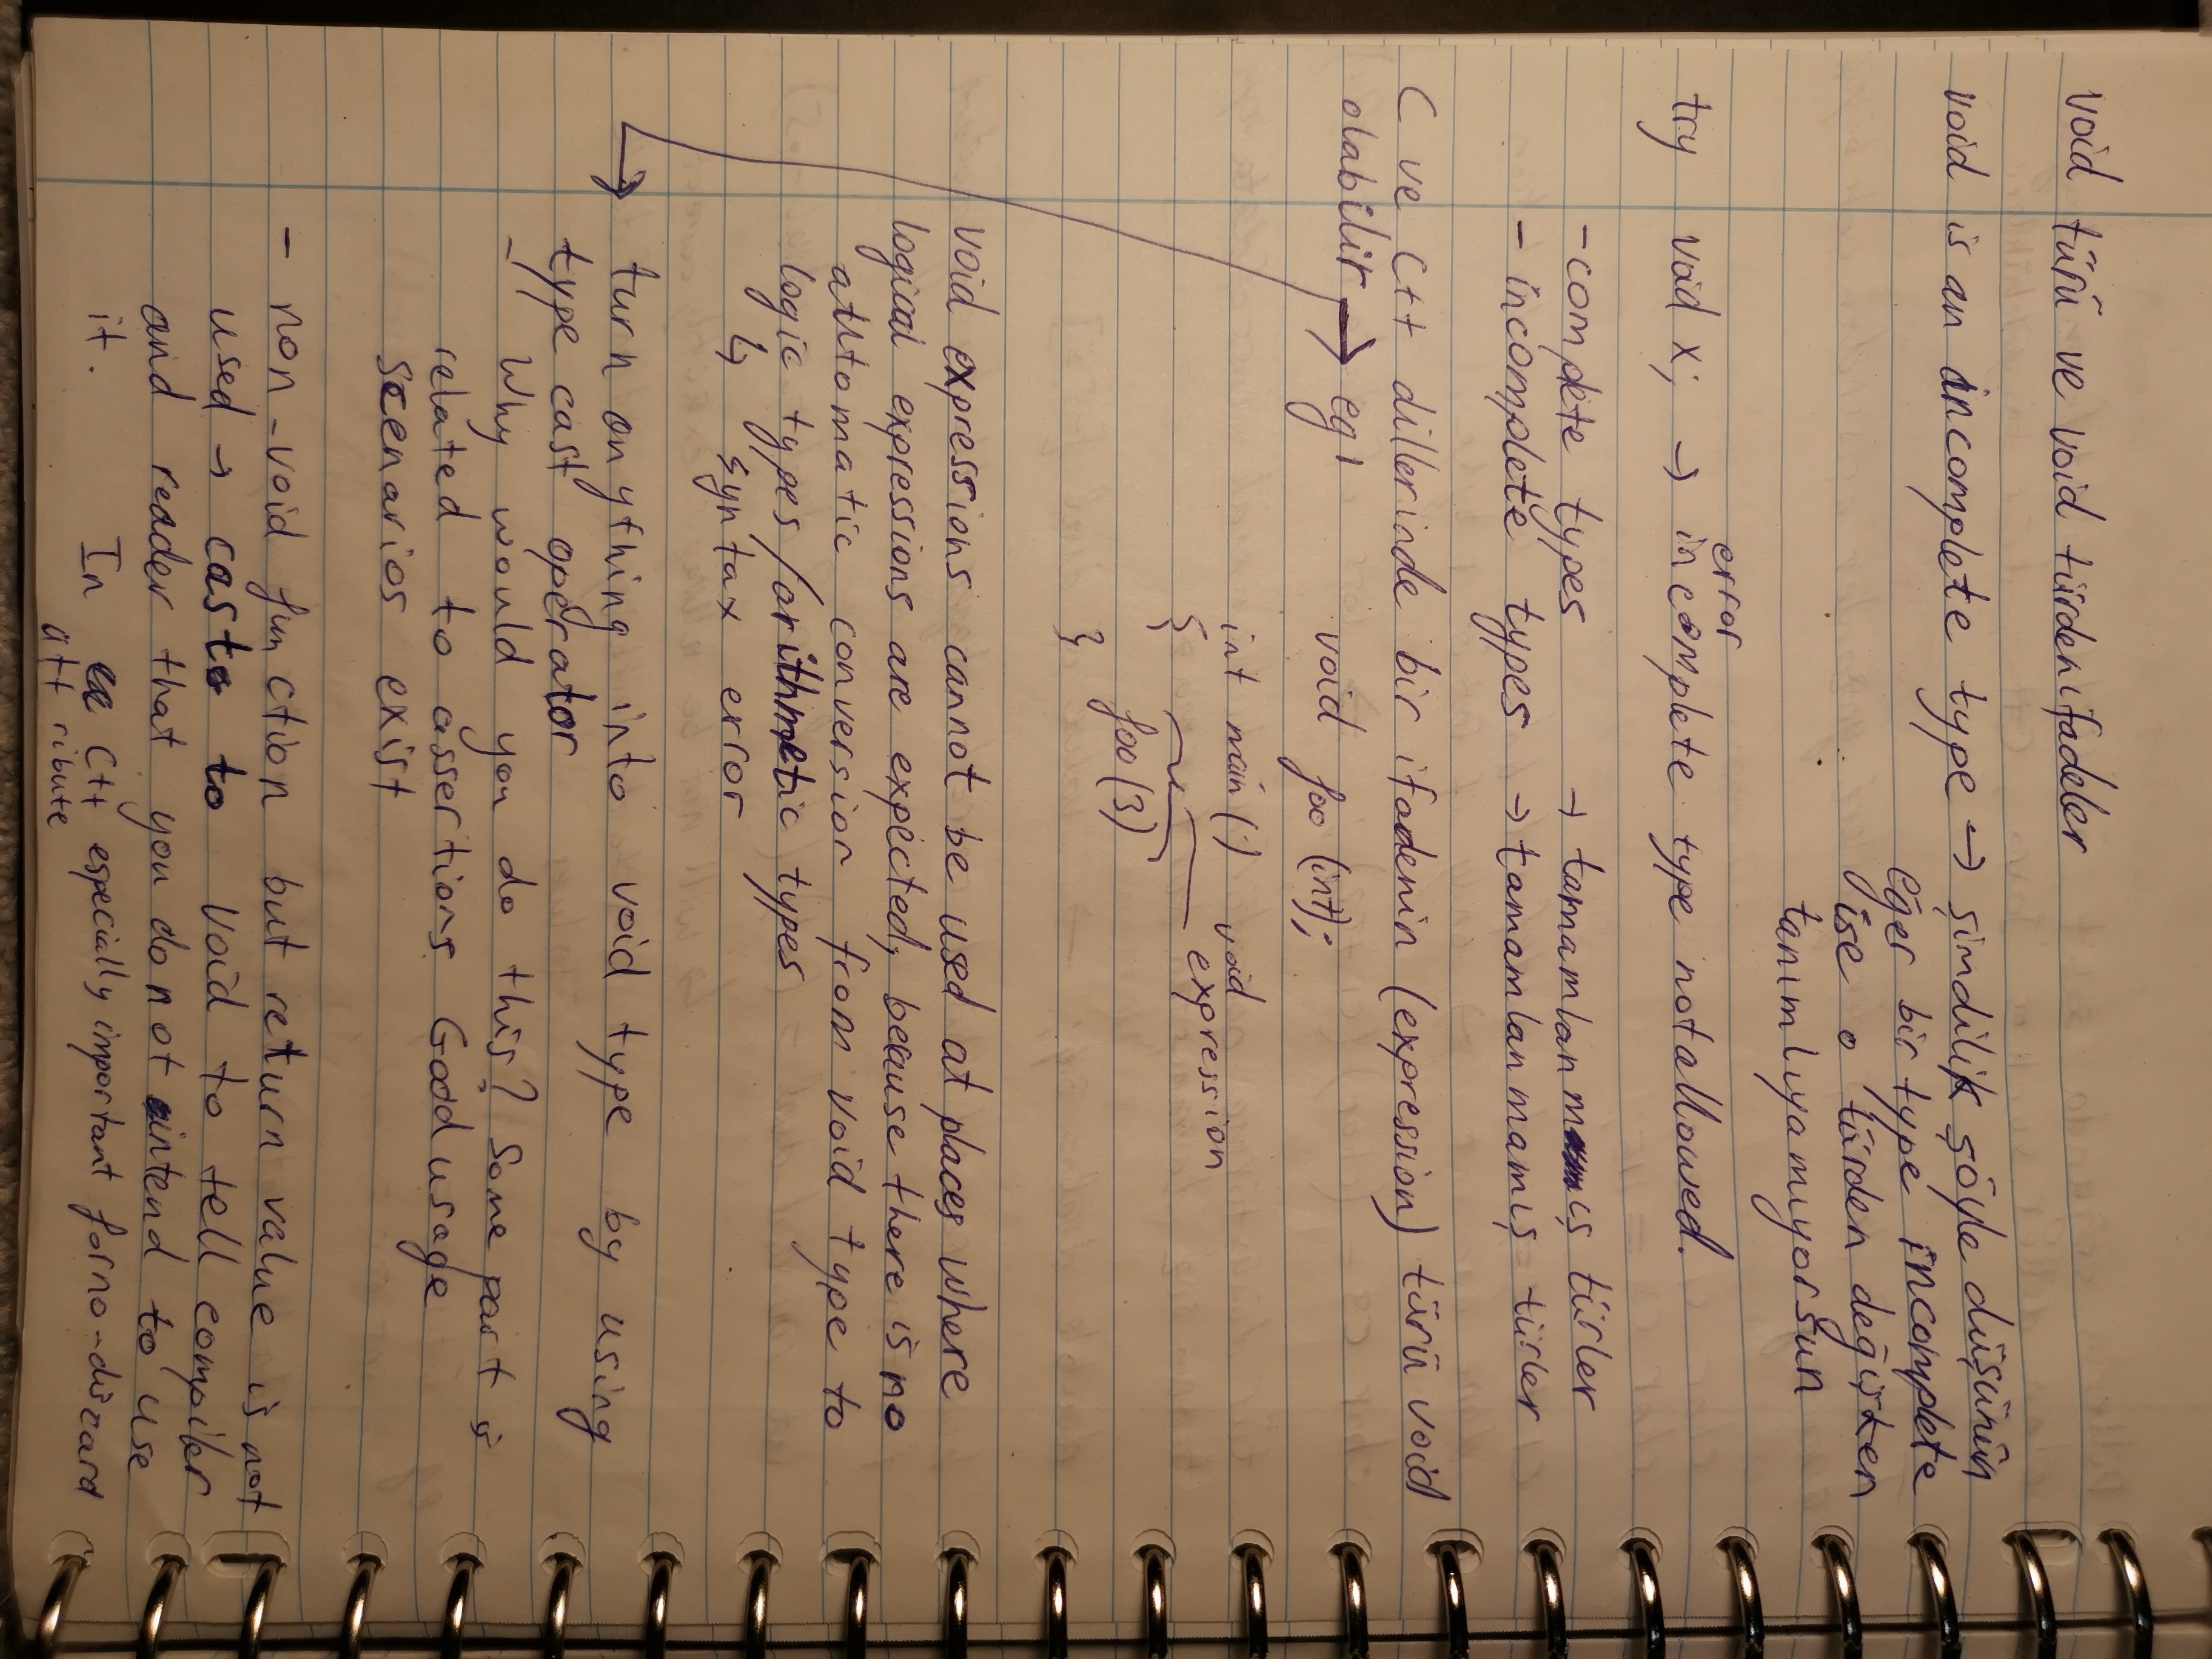 void türü ve void türden ifadeler
void is an incomplete type → şimdilik şöyle düşünün
eğer bir type incomplete
ise o türden değişken
tanımlıyamıyorsun
error
try void x; → incomplete type not allowed.
- complete types → tamamlanmış türler
- incomplete types → tamamlanmamış türler
C ve C++ dillerinde bir ifadenin (expression) türü void
olabilir → eg1
void foo (int);
int main ( ) void
{ expression
foo (3)
}
void expressions cannot be used at places where
logical expressions are expected, because there is no
automatic conversion from void type to
logic types / arithmetic types
↳ syntax error
→ turn anything into void type by using
type cast operator
- Why would you do this? Some part is
related to assertions. Good usage
scenarios exist
- non-void function but return value is not
used → cast to void to tell compiler
and reader that you do not intend to use
it. In C++ especially important for no-discard
attribute